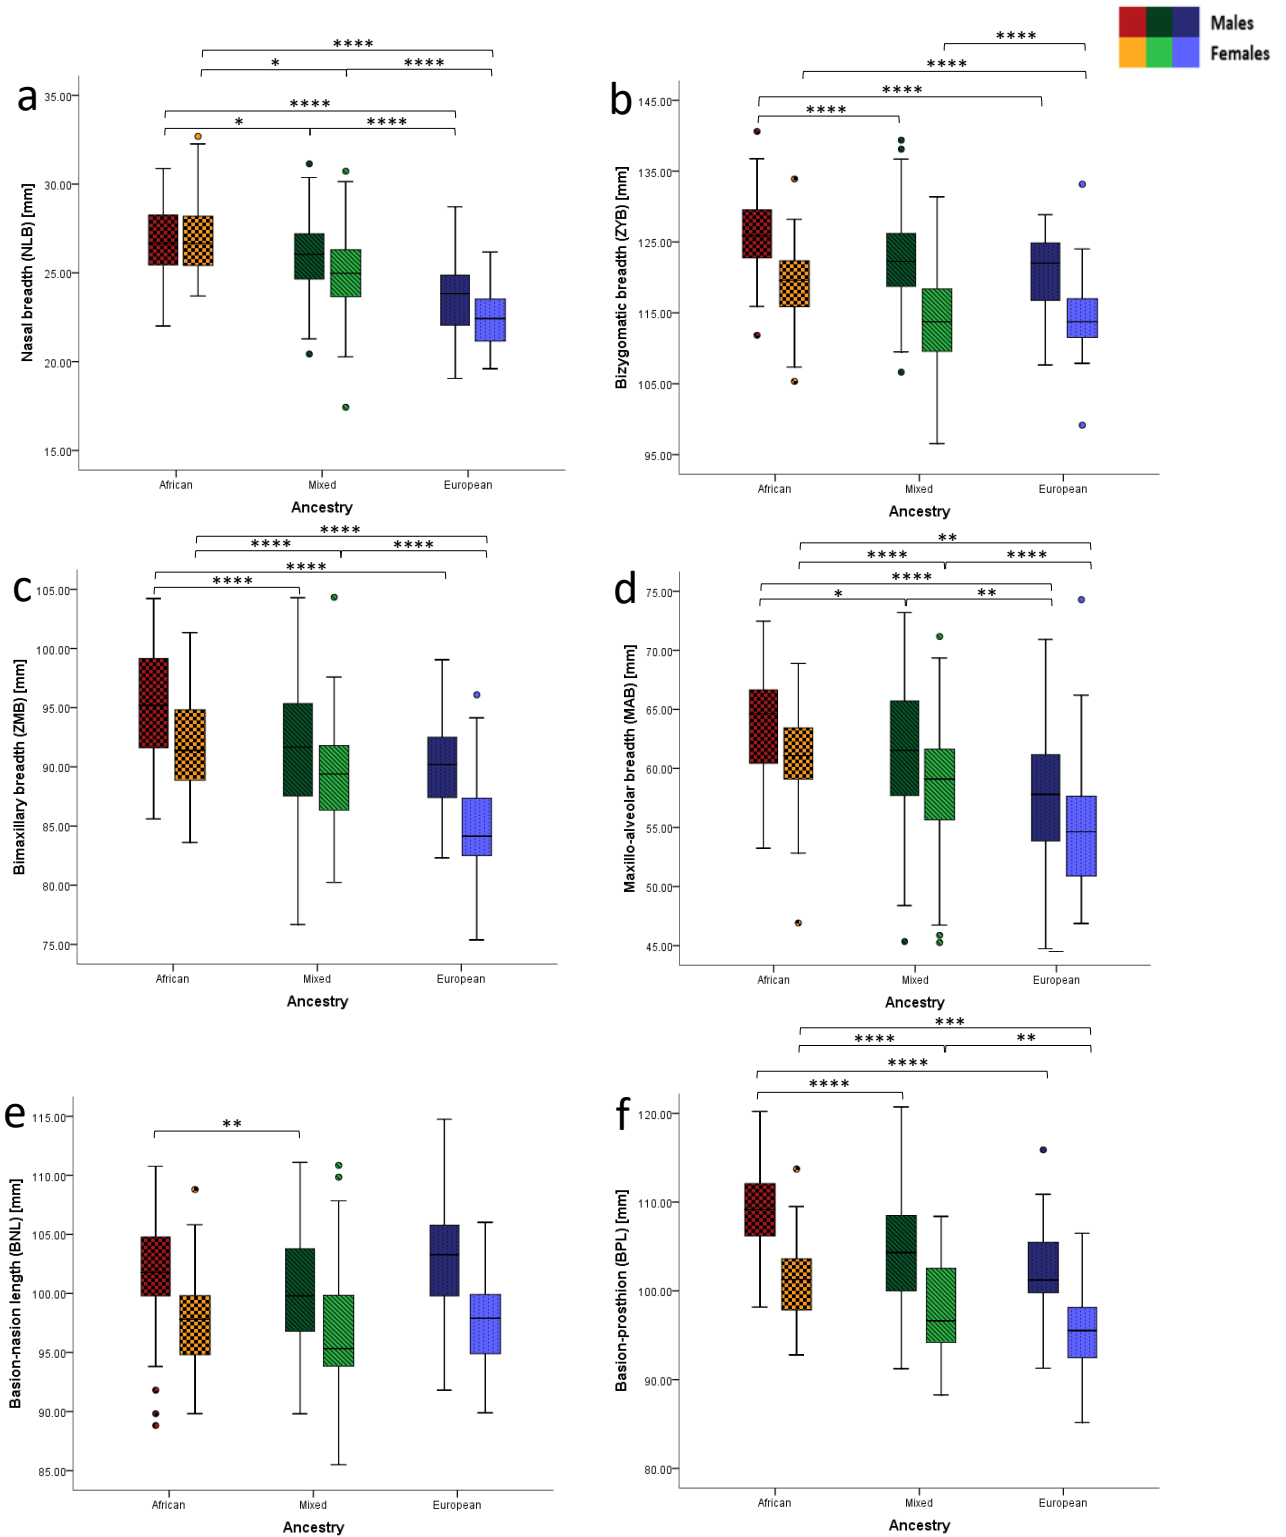 Males
Females
a
****
*
****
****
*
****
Nasal breadth (NLB) [mm]
35.00
30.00
25.00
20.00
15.00
African
Mixed
European
Ancestry
b
****
****
****
****
Bizygomatic breadth (ZYB) [mm]
145.00
135.00
125.00
115.00
105.00
95.00
African
Mixed
European
Ancestry
c
****
****
****
****
****
Bimaxillary breadth (ZMB) [mm]
105.00
100.00
95.00
90.00
85.00
80.00
75.00
African
Mixed
European
Ancestry
d
**
****
****
****
*
**
Maxillo-alveolar breadth (MAB) [mm]
75.00
70.00
65.00
60.00
55.00
50.00
45.00
African
Mixed
European
Ancestry
e
**
Basion-nasion length (BNL) [mm]
115.00
110.00
105.00
100.00
95.00
90.00
85.00
African
Mixed
European
Ancestry
f
***
****
**
****
****
Basion-prosthion (BPL) [mm]
120.00
110.00
100.00
90.00
80.00
African
Mixed
European
Ancestry